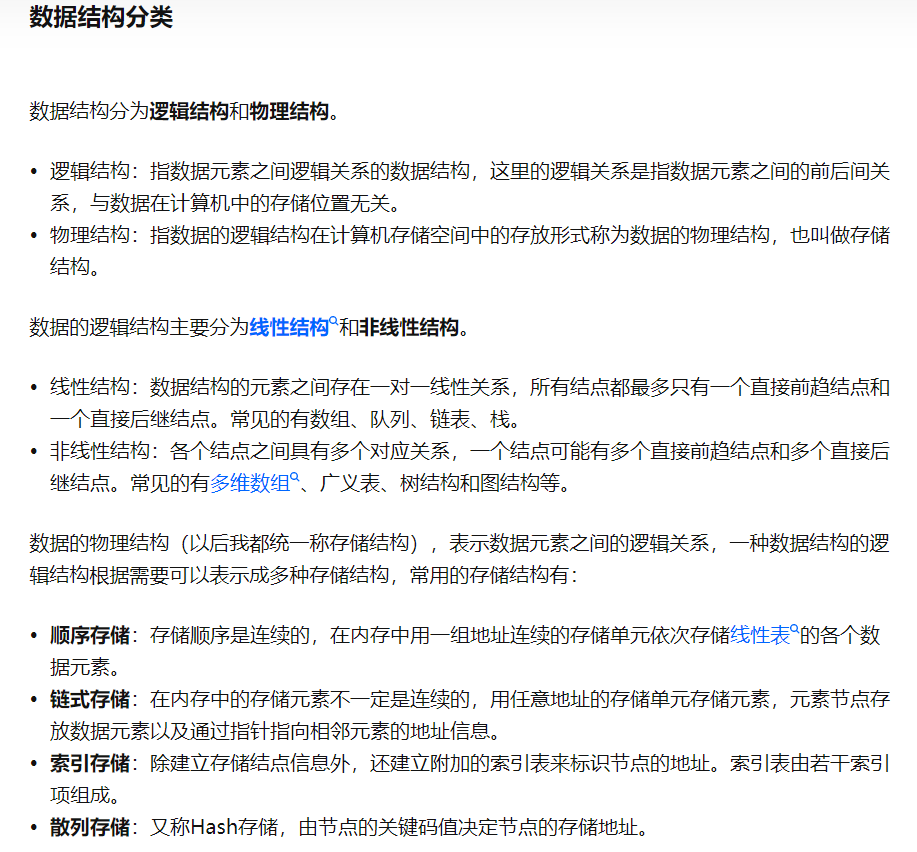 数据结构分类
数据结构分为逻辑结构和物理结构。
• 逻辑结构：指数据元素之间逻辑关系的数据结构，这里的逻辑关系是指数据元素之间的前后间关
系，与数据在计算机中的存储位置无关。
• 物理结构：指数据的逻辑结构在计算机存储空间中的存放形式称为数据的物理结构，也叫做存储
结构。
数据的逻辑结构主要分为线性结构和非线性结构。
• 线性结构：数据结构的元素之间存在一对一线性关系，所有结点都最多只有一个直接前趋结点和
一个直接后继结点。常见的有数组、队列、链表、栈。
• 非线性结构：各个结点之间具有多个对应关系，一个结点可能有多个直接前趋结点和多个直接后
继结点。常见的有多维数组、广义表、树结构和图结构等。
数据的物理结构（以后我都统一称存储结构），表示数据元素之间的逻辑关系，一种数据结构的逻
辑结构根据需要可以表示成多种存储结构，常用的存储结构有：
• 顺序存储：存储顺序是连续的，在内存中用一组地址连续的存储单元依次存储线性表的各个数
据元素。
• 链式存储：在内存中的存储元素不一定是连续的，用任意地址的存储单元存储元素，元素节点存
放数据元素以及通过指针指向相邻元素的地址信息。
• 索引存储：除建立存储结点信息外，还建立附加的索引表来标识节点的地址。索引表由若干索引
项组成。
• 散列存储：又称Hash存储，由节点的关键码值决定节点的存储地址。